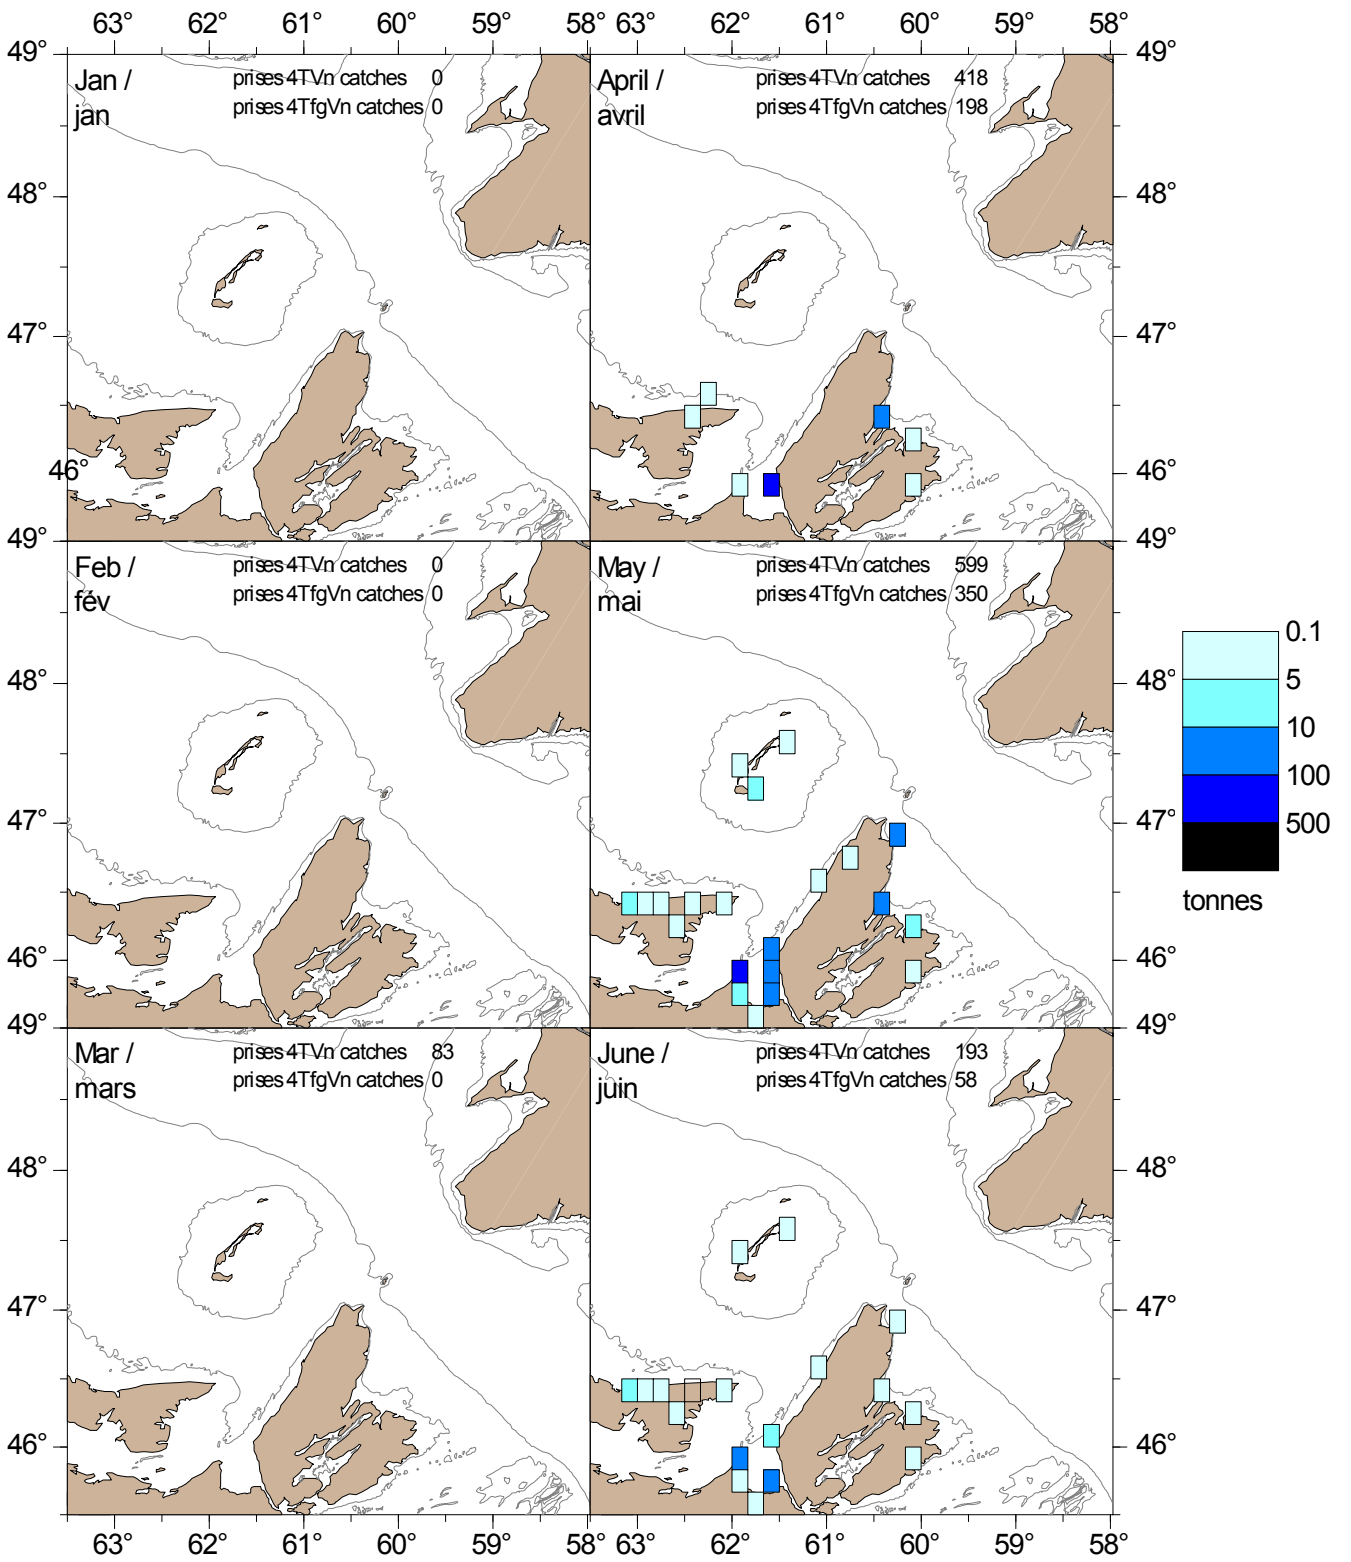 63° 62° 61° 60° 59° 58° 63° 62° 61° 60° 59° 58°
49° 49°
Jan / jan
prises 4TVn catches 0
prises 4TfgVn catches 0
April / avril
prises 4TVn catches 418
prises 4TfgVn catches 198
48° 48°
47° 47°
46° 46°
49° 49°
Feb / fév
prises 4TVn catches 0
prises 4TfgVn catches 0
May / mai
prises 4TVn catches 599
prises 4TfgVn catches 350
0.1
5
10
100
500
tonnes
48° 48°
47° 47°
46° 46°
49° 49°
Mar / mars
prises 4TVn catches 83
prises 4TfgVn catches 0
June / juin
prises 4TVn catches 193
prises 4TfgVn catches 58
48° 48°
47° 47°
46° 46°
63° 62° 61° 60° 59° 58° 63° 62° 61° 60° 59° 58°